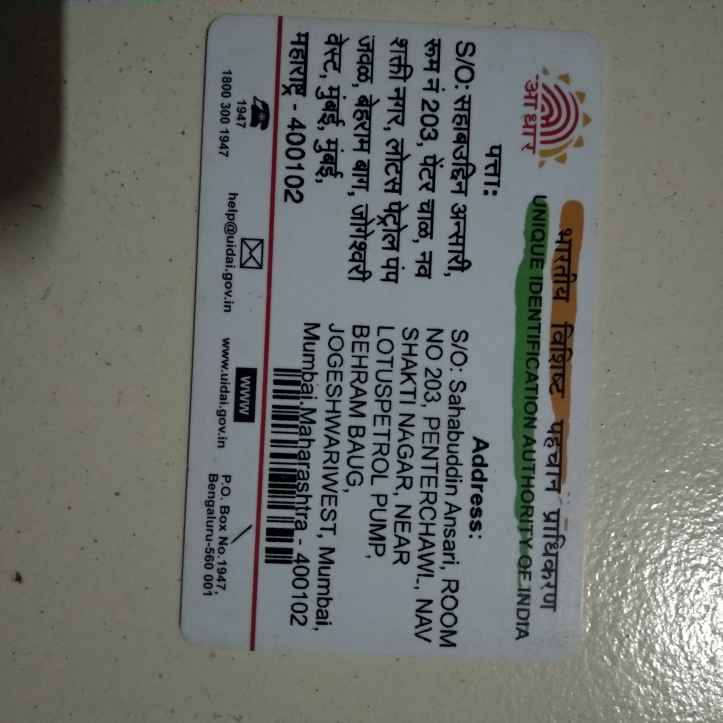 भारतीय विशिष्ट पहचान प्राधिकरण
UNIQUE IDENTIFICATION AUTHORITY OF INDIA
आधार
पत्ता:
S/O: सहाबउद्दिन अन्सारी,
रूम नं 203, पेंटर चाळ, नव
शक्ती नगर, लोटस पेट्रोल पंप
जवळ, बेहराम बाग, जोगेश्वरी
वेस्ट, मुंबई, मुंबई,
महाराष्ट्र - 400102
Address:
S/O: Sahabuddin Ansari, ROOM
NO 203, PENTERCHAWL, NAV
SHAKTI NAGAR, NEAR
LOTUSPETROL PUMP,
BEHRAM BAUG,
JOGESHWARIWEST, Mumbai,
Mumbai, Maharashtra - 400102
1947
1800 300 1947
help@uidai.gov.in
WWW
www.uidai.gov.in
P.O. Box No.1947,
Bengaluru-560 001